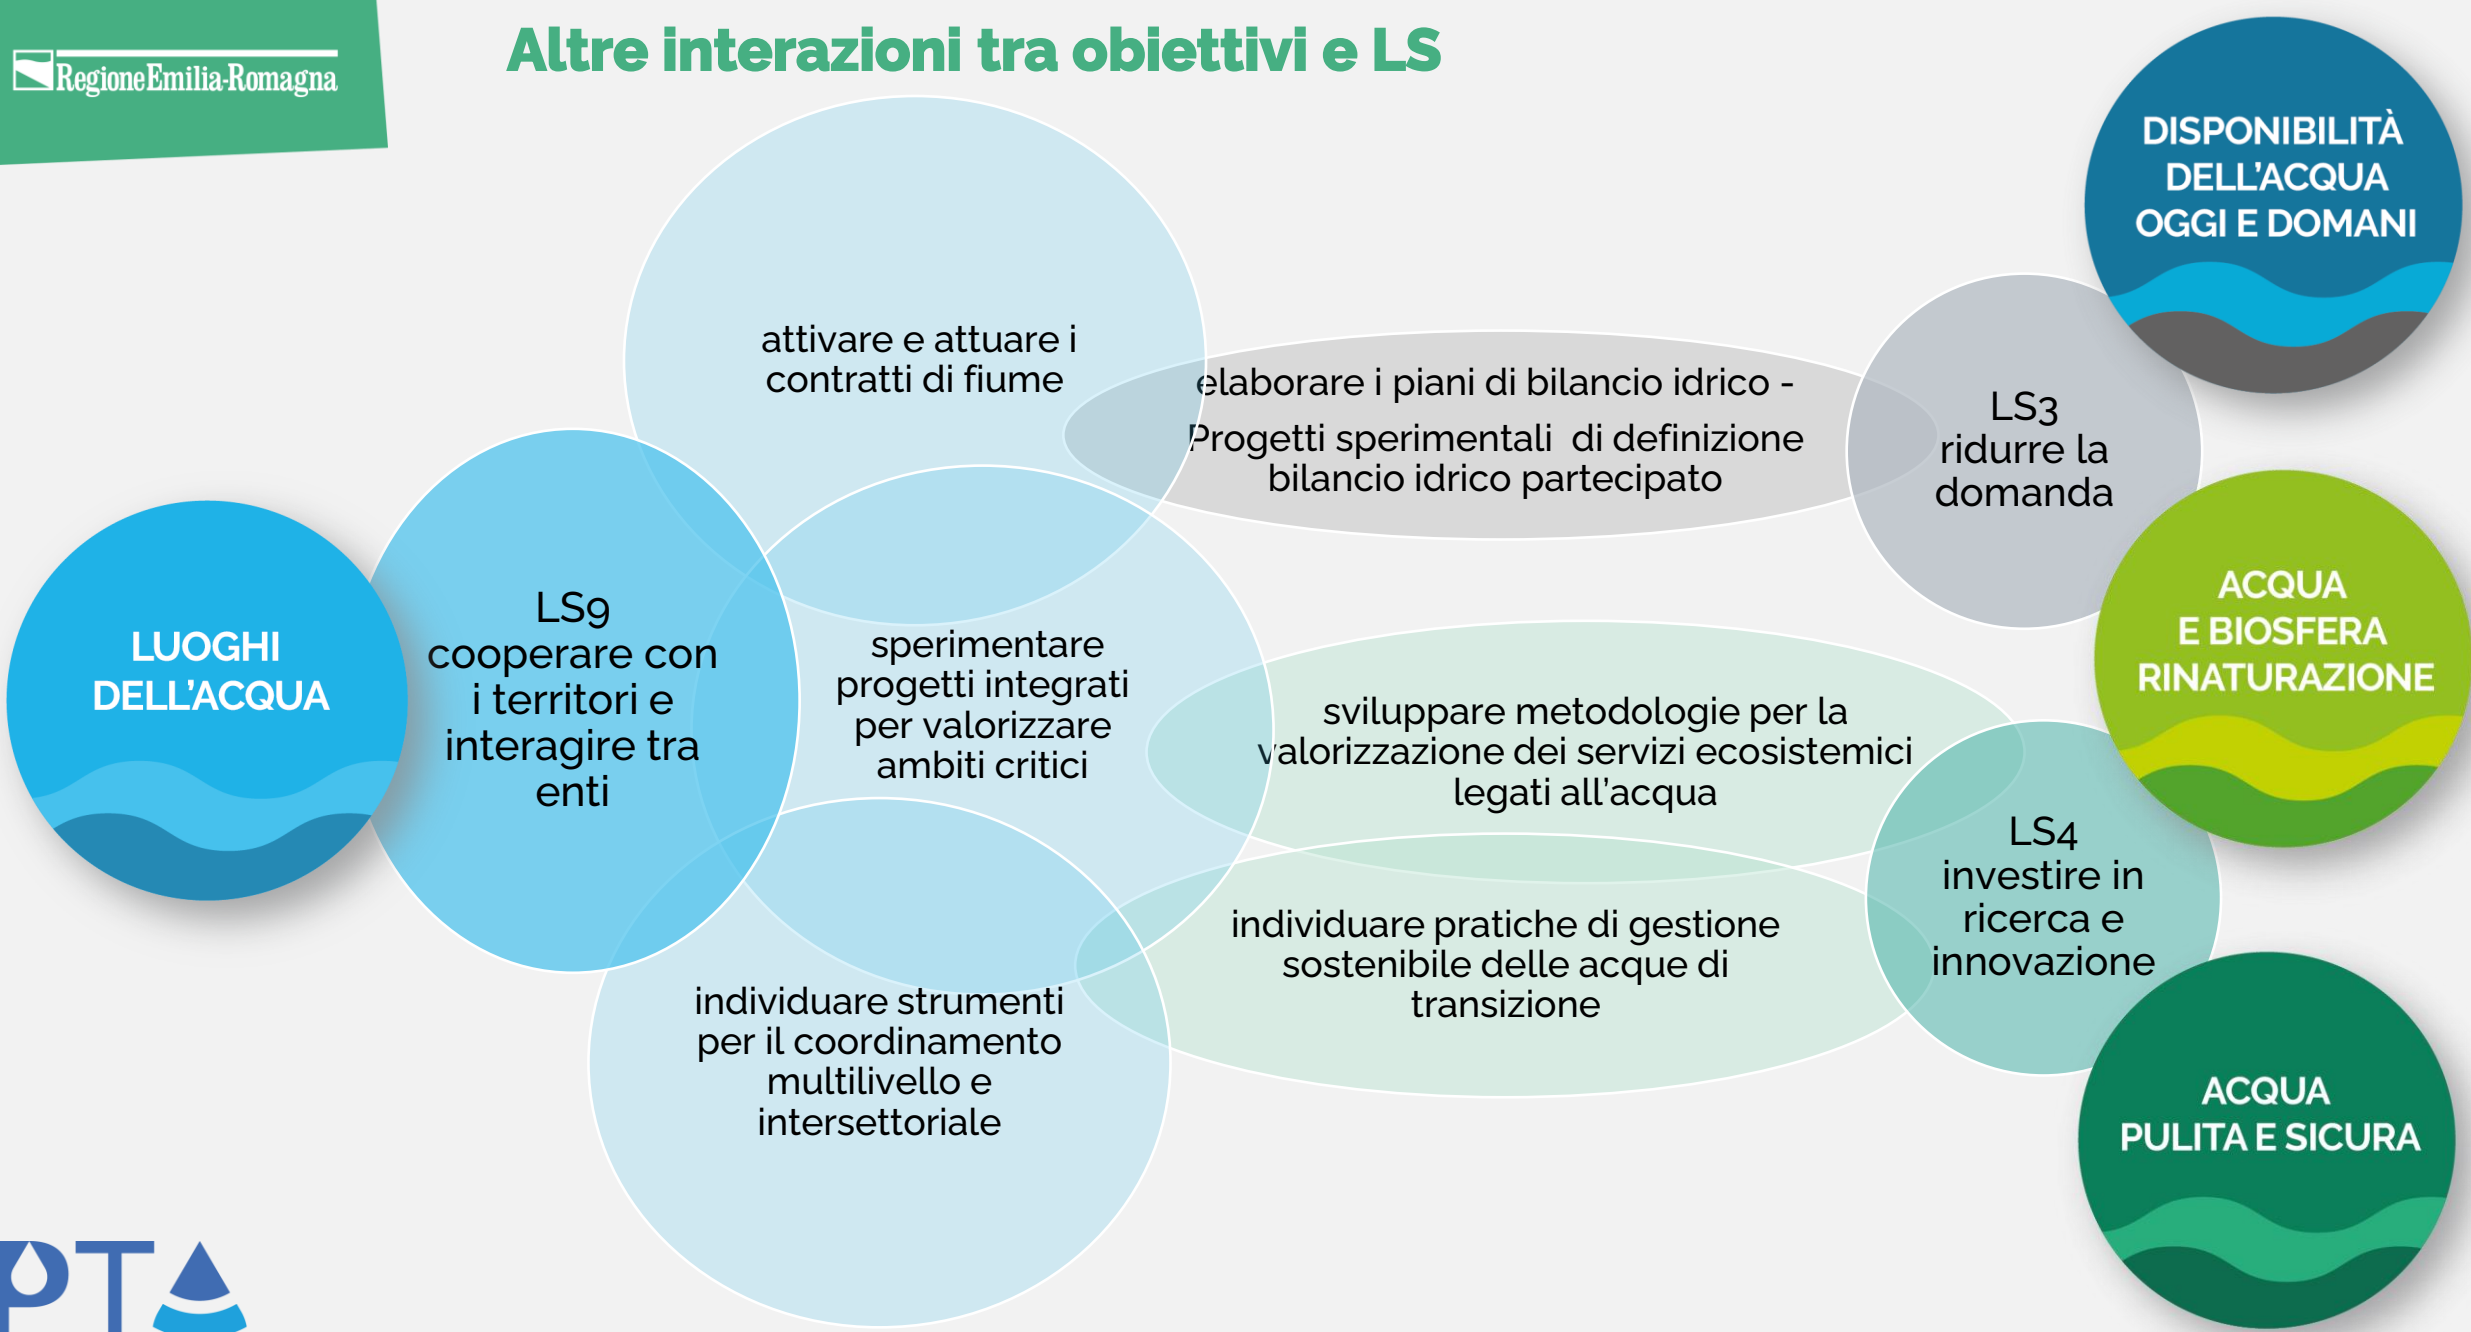 RegioneEmilia-Romagna
Altre interazioni tra obiettivi e LS
DISPONIBILITÀ
DELL'ACQUA
OGGI E DOMANI
attivare e attuare i
contratti di fiume
elaborare i piani di bilancio idrico -
Progetti sperimentali di definizione
bilancio idrico partecipato
LS3
ridurre la
domanda
LUOGHI
DELL'ACQUA
LS9
cooperare con
i territori e
interagire tra
enti
sperimentare
progetti integrati
per valorizzare
ambiti critici
ACQUA
E BIOSFERA
RINATURAZIONE
sviluppare metodologie per la
valorizzazione dei servizi ecosistemici
legati all'acqua
LS4
investire in
ricerca e
innovazione
individuare pratiche di gestione
sostenibile delle acque di
transizione
individuare strumenti
per il coordinamento
multilivello e
intersettoriale
ACQUA
PULITA E SICURA
PTA